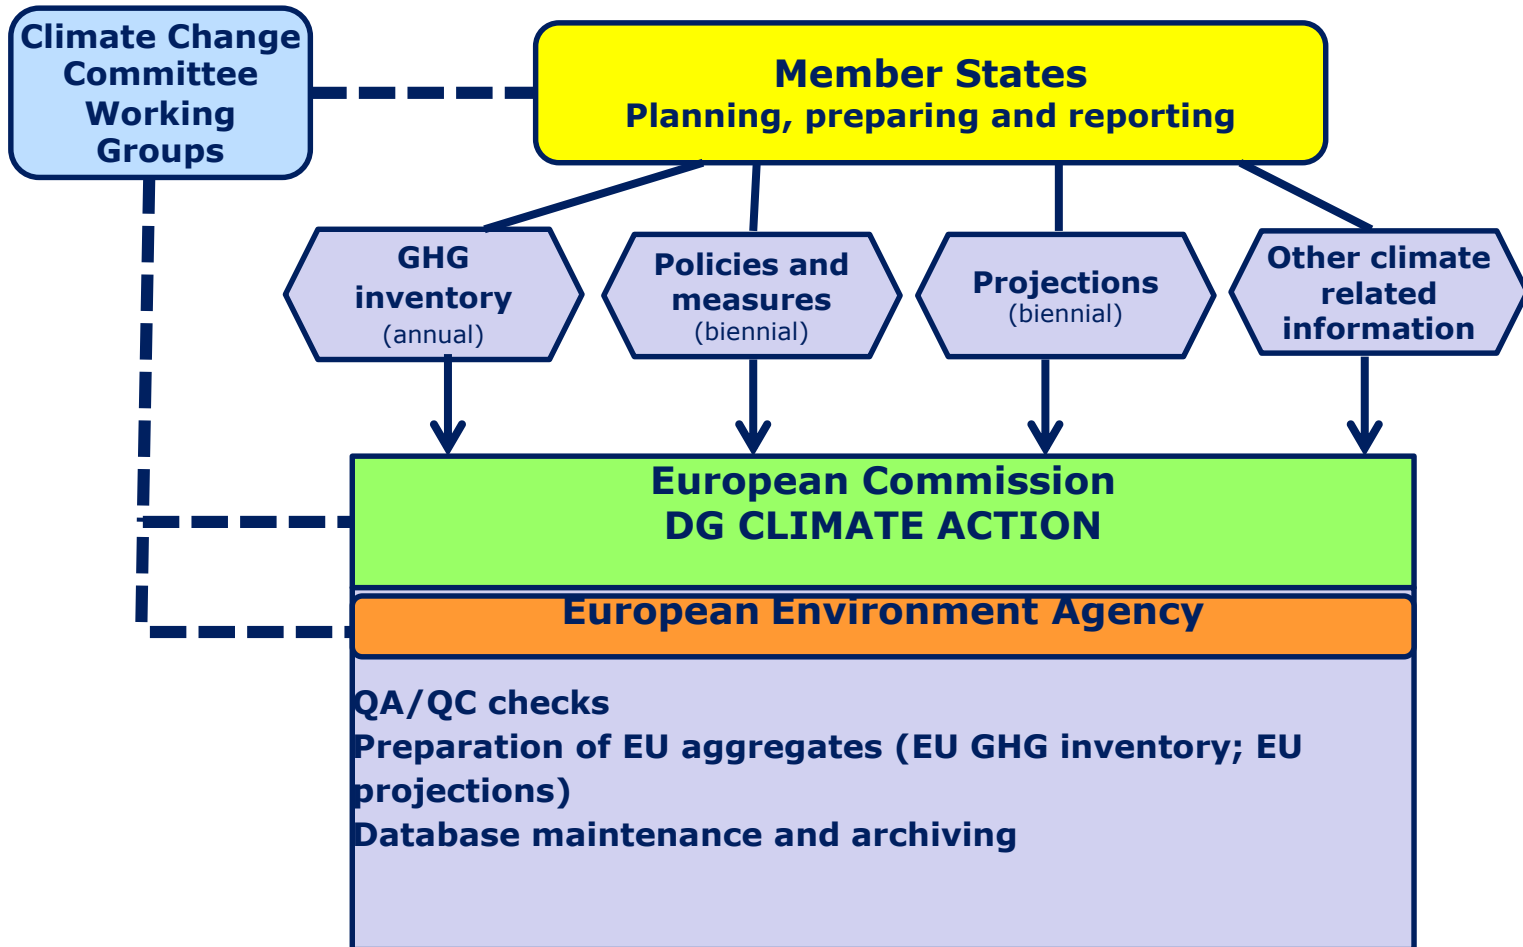 Climate Change
Committee
Working
Groups
Member States
Planning, preparing and reporting
GHG
inventory
(annual)
Policies and
measures
(biennial)
Projections
(biennial)
Other climate
related
information
European Commission
DG CLIMATE ACTION
European Environment Agency
QA/QC checks
Preparation of EU aggregates (EU GHG inventory; EU
projections)
Database maintenance and archiving